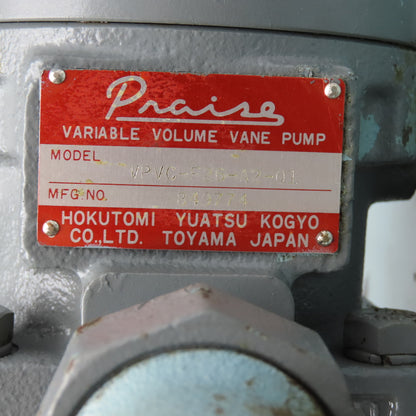 Praise
VARIABLE VOLUME VANE PUMP
MODEL
MFG NO.
HOKUTOMI YUATSU KOGYO
CO.,LTD. TOYAMA JAPAN